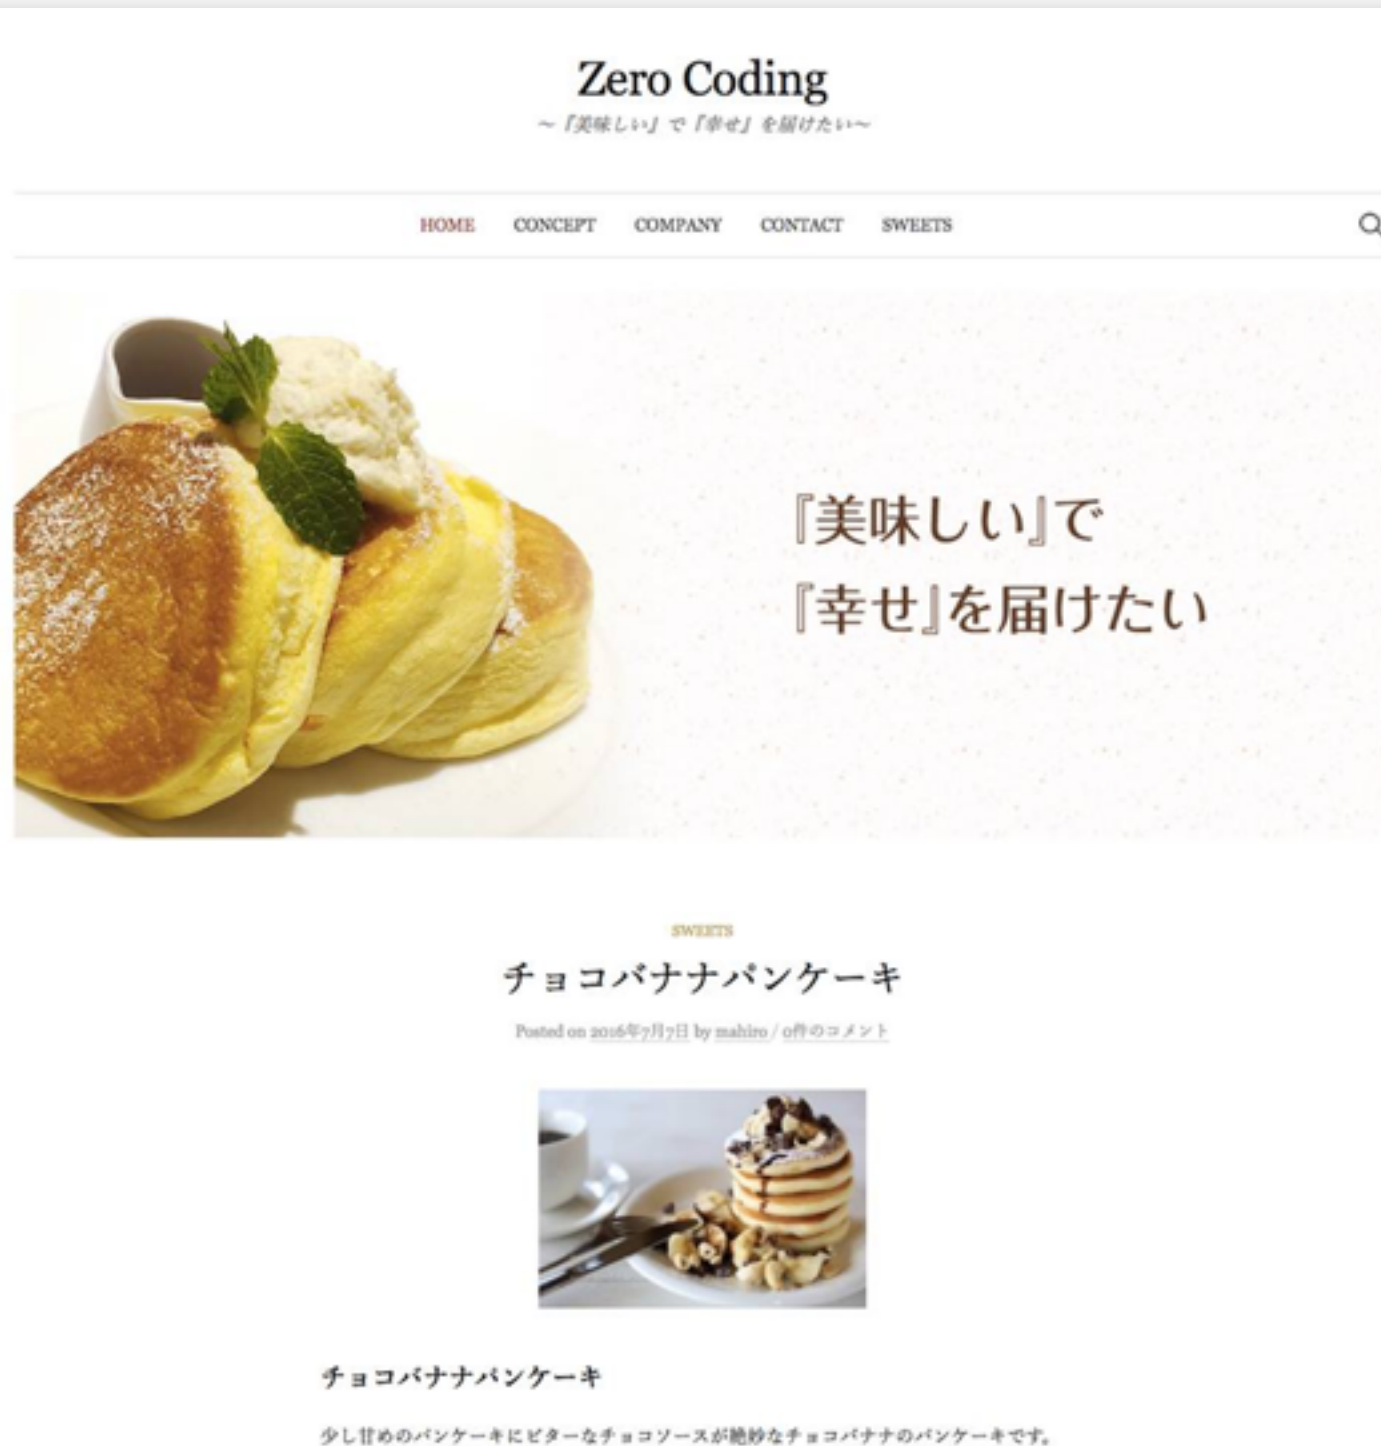 Zero Coding
～『美味しい』で『幸せ』を届けたい～
HOME CONCEPT COMPANY CONTACT SWEETS
『美味しい』で
『幸せ』を届けたい
SWEETS
チョコバナナパンケーキ
Posted on 2016年7月7日 by mahiro / 0件のコメント
チョコバナナパンケーキ
少し甘めのパンケーキにビターなチョコソースが絶妙なチョコバナナのパンケーキです。